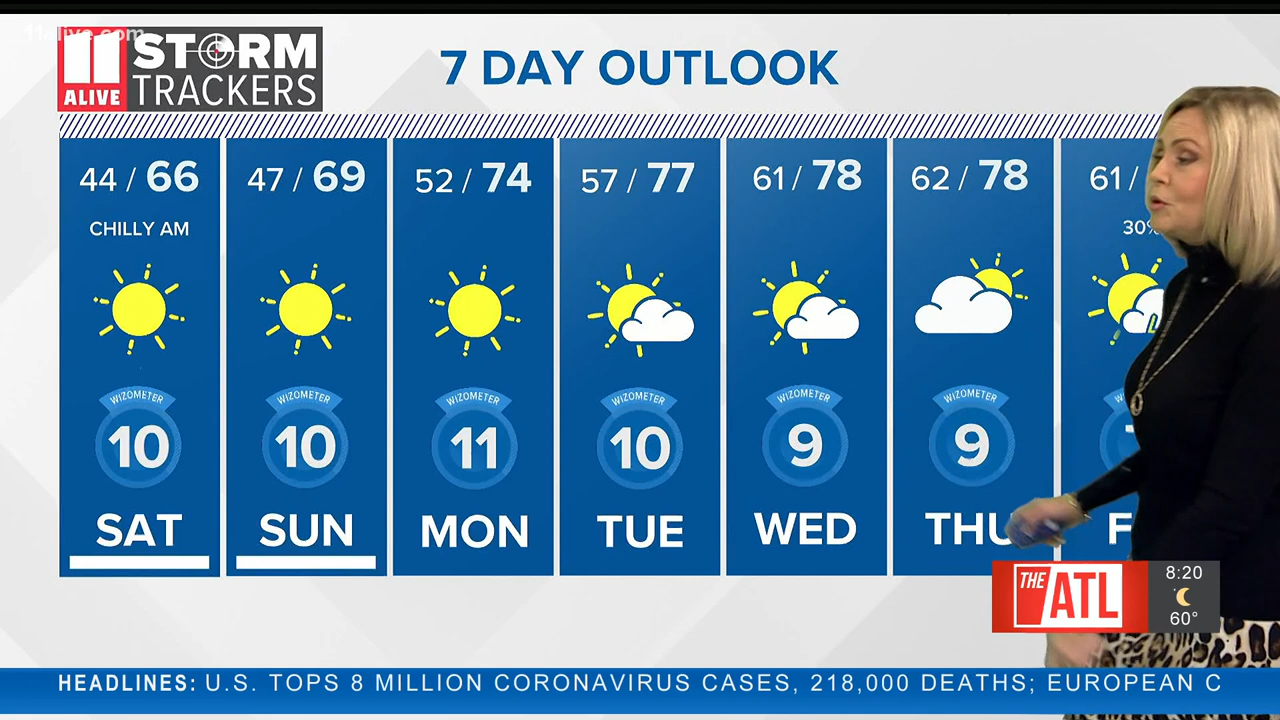 11alive.com
11 ALIVE
STORM
TRACKERS
7 DAY OUTLOOK
44 / 66
CHILLY AM
WIZOMETER
10
SAT
47 / 69
WIZOMETER
10
SUN
52 / 74
WIZOMETER
11
MON
57 / 77
WIZOMETER
10
TUE
61 / 78
WIZOMETER
9
WED
62 / 78
WIZOMETER
9
THU
61 /
30%
F
THE ATL
8:20
60°
HEADLINES: U.S. TOPS 8 MILLION CORONAVIRUS CASES, 218,000 DEATHS; EUROPEAN C